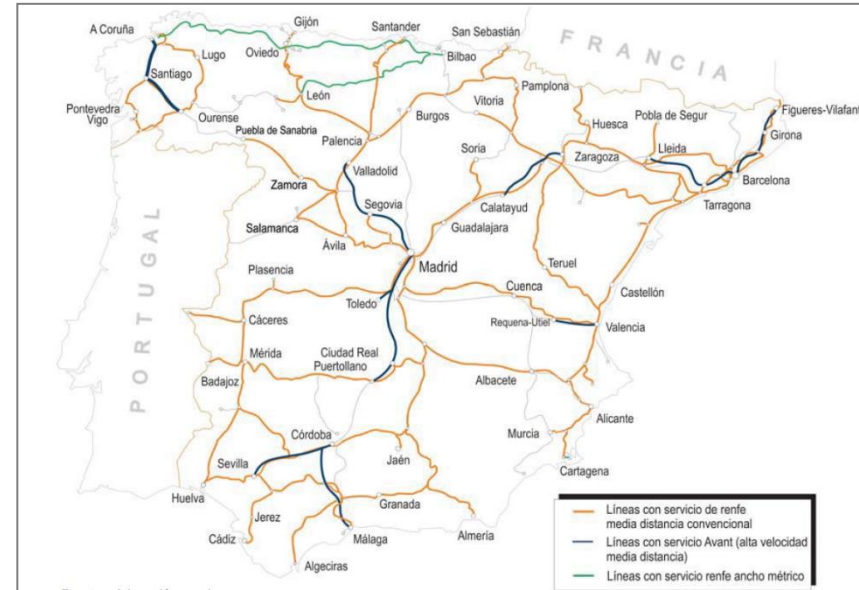 A Coruña
Gijón
Santander
San Sebastián
FRANCIA
Lugo
Oviedo
Bilbao
Santiago
León
Vitoria
Pamplona
Pontevedra
Vigo
Ourense
Burgos
Huesca
Pobla de Segur
Figueres-Vilafant
Puebla de Sanabria
Palencia
Soria
Girona
Zaragoza
Lleida
Valladolid
Barcelona
Zamora
Segovia
Calatayud
Tarragona
Salamanca
Guadalajara
Ávila
Madrid
Teruel
Plasencia
Cuenca
Castellón
Toledo
PORTUGAL
Cáceres
Requena-Utiel
Valencia
Mérida
Ciudad Real
Puertollano
Badajoz
Albacete
Alicante
Córdoba
Murcia
Sevilla
Jaén
Cartagena
Huelva
Granada
Jerez
Cádiz
Málaga
Almería
Algeciras
Líneas con servicio de renfe
media distancia convencional
Líneas con servicio Avant (alta velocidad
media distancia)
Líneas con servicio renfe ancho métrico